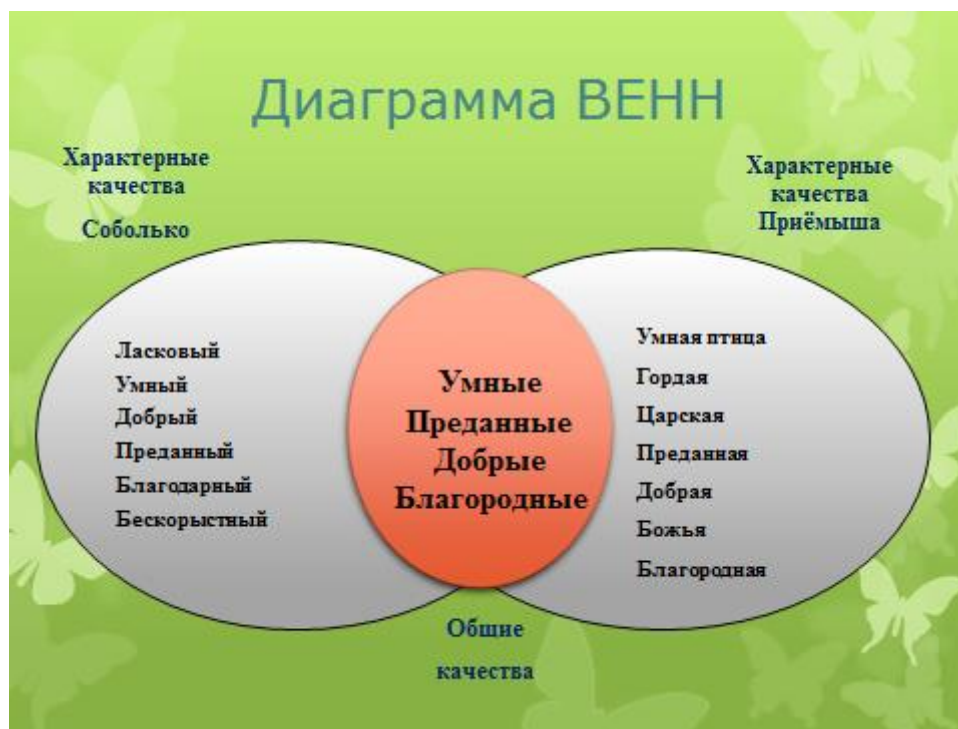 Диаграмма ВЕНН
Характерные
качества
Соболько
Характерные
качества
Приёмыша
Ласковый
Умный
Добрый
Преданный
Благодарный
Бескорыстный
Умные
Преданные
Добрые
Благородные
Умная птица
Гордая
Царская
Преданная
Добрая
Божья
Благородная
Общие
качества